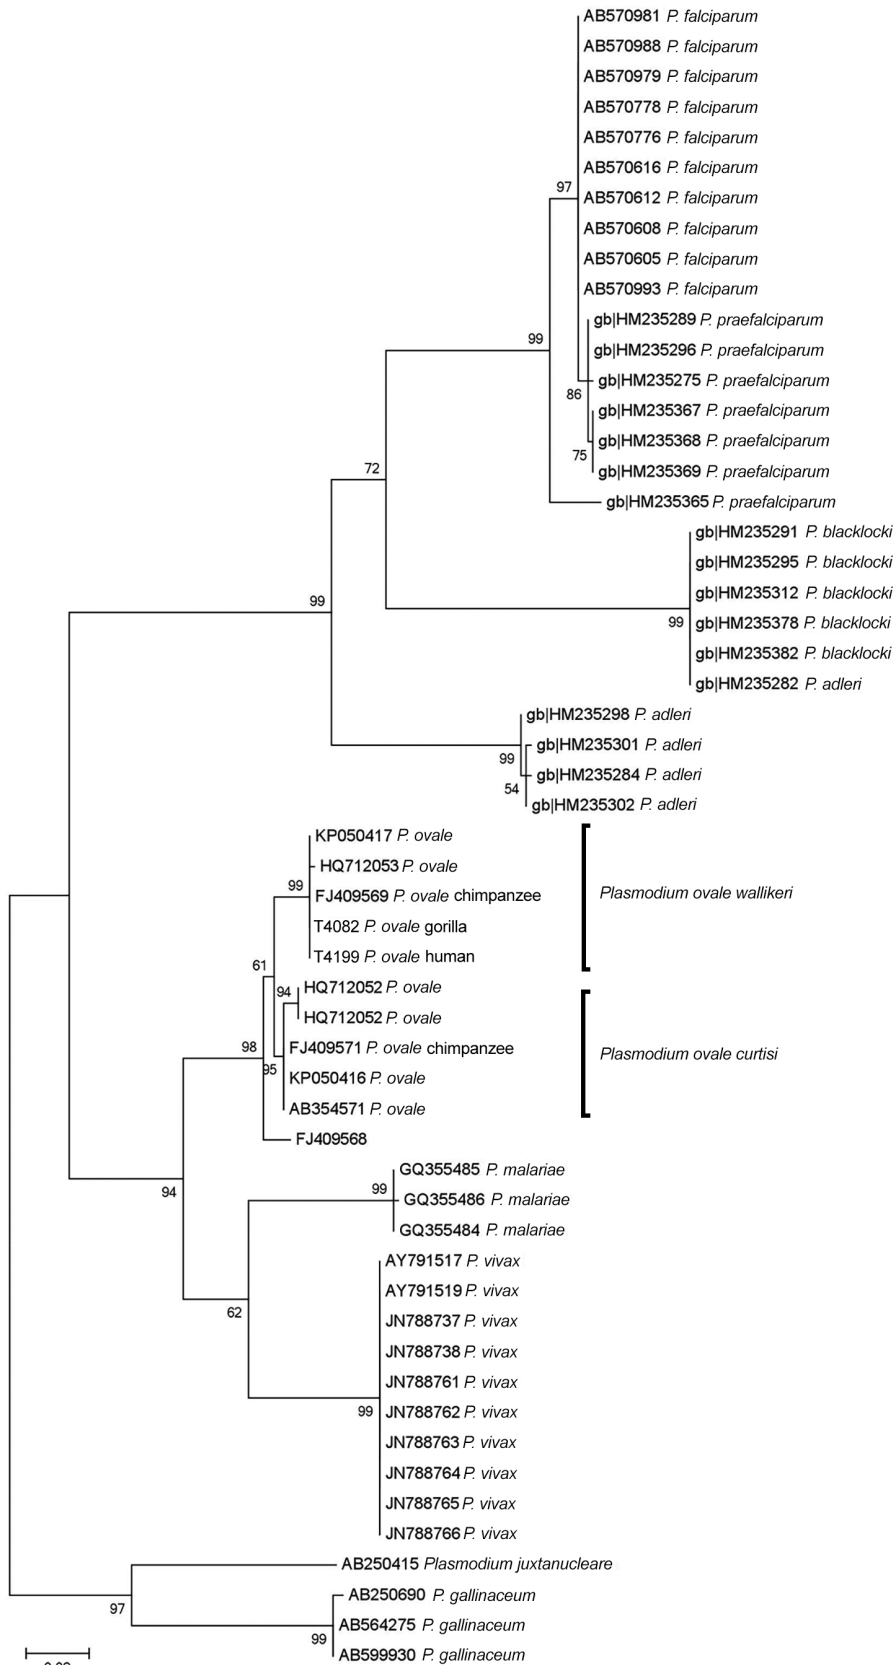 AB570981 P. falciparum
AB570988 P. falciparum
AB570979 P. falciparum
AB570778 P. falciparum
AB570776 P. falciparum
AB570616 P. falciparum
97
AB570612 P. falciparum
AB570608 P. falciparum
AB570605 P. falciparum
AB570993 P. falciparum
gb|HM235289 P. praefalciparum
99
gb|HM235296 P. praefalciparum
gb|HM235275 P. praefalciparum
86
gb|HM235367 P. praefalciparum
gb|HM235368 P. praefalciparum
75
72
gb|HM235369 P. praefalciparum
gb|HM235365 P. praefalciparum
gb|HM235291 P. blacklocki
gb|HM235295 P. blacklocki
gb|HM235312 P. blacklocki
99
99
gb|HM235378 P. blacklocki
gb|HM235382 P. blacklocki
gb|HM235282 P. adleri
gb|HM235298 P. adleri
gb|HM235301 P. adleri
99
gb|HM235284 P. adleri
54
gb|HM235302 P. adleri
KP050417 P. ovale
HQ712053 P. ovale
99
FJ409569 P. ovale chimpanzee
Plasmodium ovale wallikeri
T4082 P. ovale gorilla
T4199 P. ovale human
61
HQ712052 P. ovale
94
HQ712052 P. ovale
98
FJ409571 P. ovale chimpanzee
Plasmodium ovale curtisi
95
KP050416 P. ovale
AB354571 P. ovale
FJ409568
GQ355485 P. malariae
94
99
GQ355486 P. malariae
GQ355484 P. malariae
AY791517 P. vivax
AY791519 P. vivax
62
JN788737 P. vivax
JN788738 P. vivax
JN788761 P. vivax
99
JN788762 P. vivax
JN788763 P. vivax
JN788764 P. vivax
JN788765 P. vivax
JN788766 P. vivax
AB250415 Plasmodium juxtanucleare
97
AB250690 P. gallinaceum
AB564275 P. gallinaceum
99
AB599930 P. gallinaceum